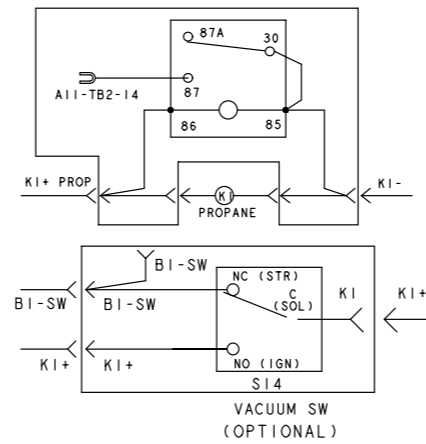 87A
30
A11-TB2-14
87
86
85
K1+ PROP
K1
K1-
PROPANE
B1-SW
NC (STR)
C
(SOL)
K1
K1+
B1-SW
B1-SW
K1+
K1+
NO (IGN)
S14
VACUUM SW
(OPTIONAL)